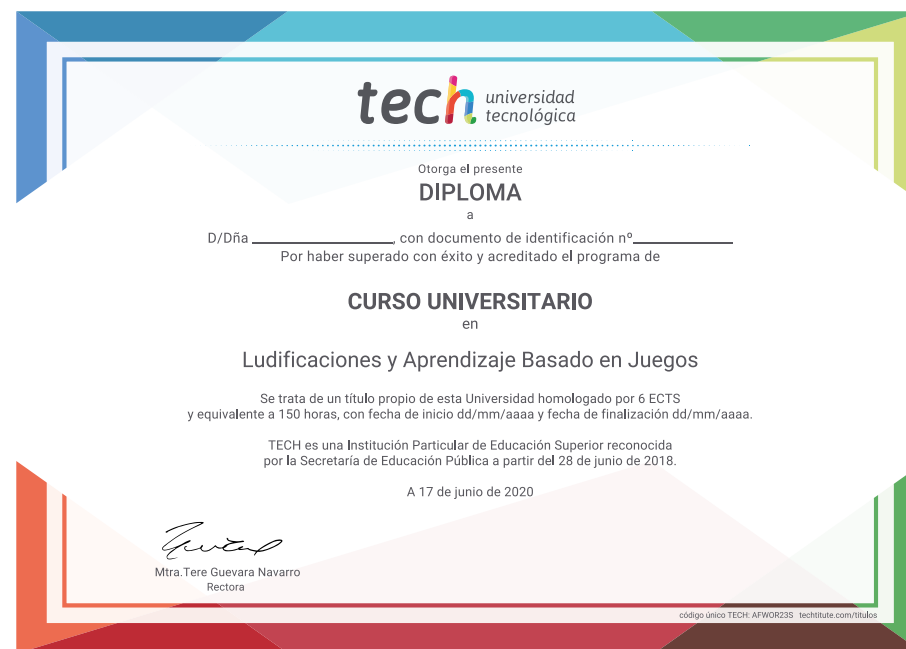 tech universidad
tecnológica
Otorga el presente
DIPLOMA
a
D/Dña ____________________, con documento de identificación nº______________
Por haber superado con éxito y acreditado el programa de
CURSO UNIVERSITARIO
en
Ludificaciones y Aprendizaje Basado en Juegos
Se trata de un título propio de esta Universidad homologado por 6 ECTS
y equivalente a 150 horas, con fecha de inicio dd/mm/aaaa y fecha de finalización dd/mm/aaaa.
TECH es una Institución Particular de Educación Superior reconocida
por la Secretaría de Educación Pública a partir del 28 de junio de 2018.
A 17 de junio de 2020
Mtra.Tere Guevara Navarro
Rectora
código único TECH: AFWOR23S techtitute.com/titulos